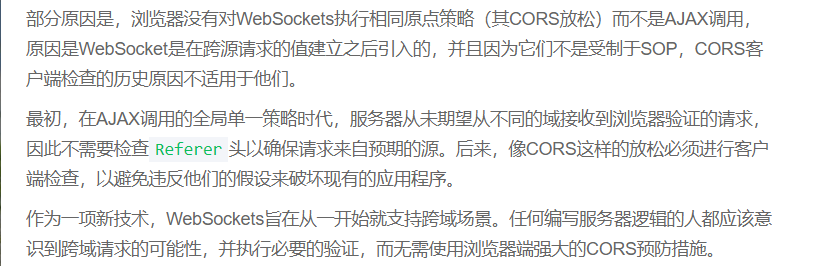 部分原因是，浏览器没有对WebSockets执行相同原点策略（其CORS放松）而不是AJAX调用，
原因是WebSocket是在跨源请求的值建立之后引入的，并且因为它们不是受制于SOP，CORS客
户端检查的历史原因不适用于他们。
最初，在AJAX调用的全局单一策略时代，服务器从未期望从不同的域接收到浏览器验证的请求，
因此不需要检查 Referer 头以确保请求来自预期的源。后来，像CORS这样的放松必须进行客户
端检查，以避免违反他们的假设来破坏现有的应用程序。
作为一项新技术，WebSockets旨在从一开始就支持跨域场景。任何编写服务器逻辑的人都应该意
识到跨域请求的可能性，并执行必要的验证，而无需使用浏览器端强大的CORS预防措施。